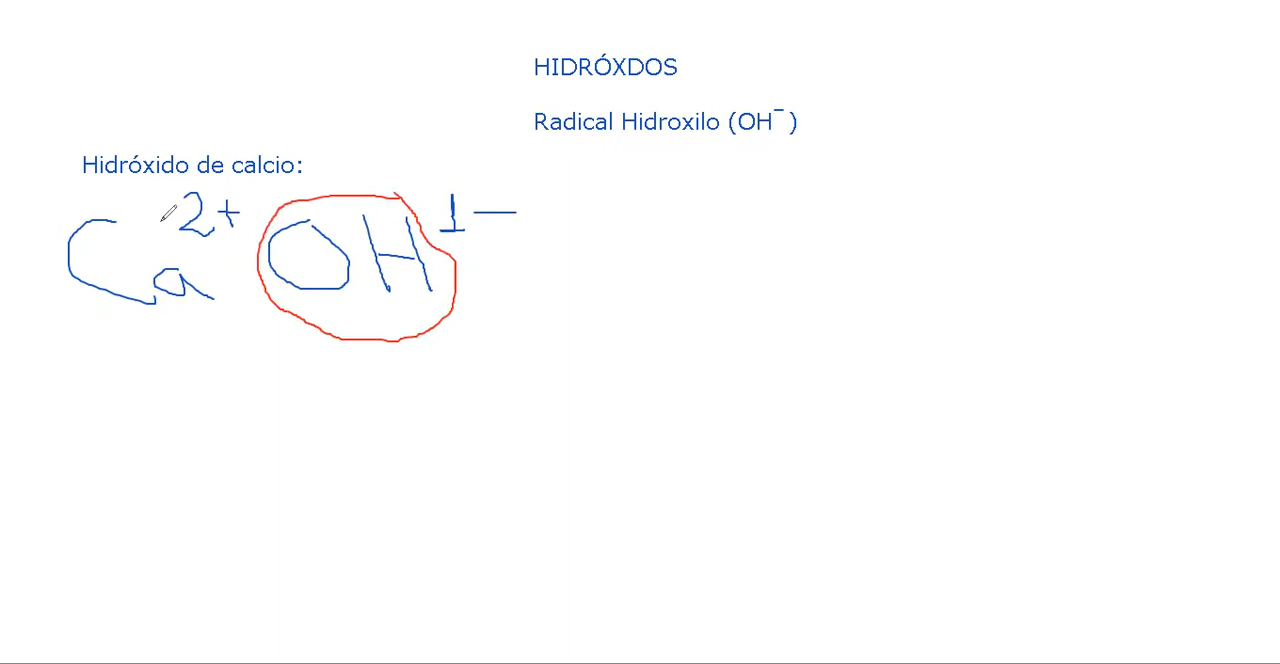 HIDRÓXDOS
Radical Hidroxilo (OH⁻)
Hidróxido de calcio:
Ca²⁺ OH¹⁻